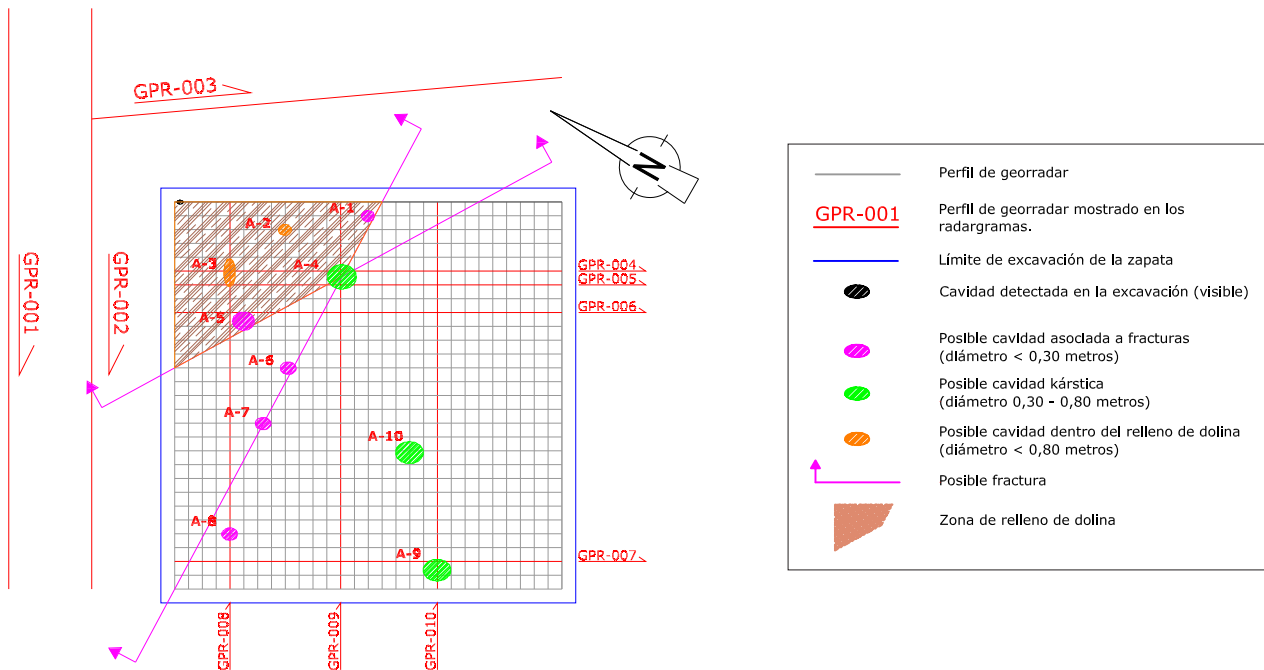 GPR-003
N
A-1
A-2
A-3
A-4
GPR-004
GPR-005
GPR-006
GPR-001
GPR-002
A-5
A-6
A-7
A-10
A-8
A-9
GPR-007
GPR-008
GPR-009
GPR-010
Perfil de georradar
GPR-001
Perfil de georradar mostrado en los
radargramas.
Límite de excavación de la zapata
Cavidad detectada en la excavación (visible)
Posible cavidad asociada a fracturas
(diámetro < 0,30 metros)
Posible cavidad kárstica
(diámetro 0,30 - 0,80 metros)
Posible cavidad dentro del relleno de dolina
(diámetro < 0,80 metros)
Posible fractura
Zona de relleno de dolina